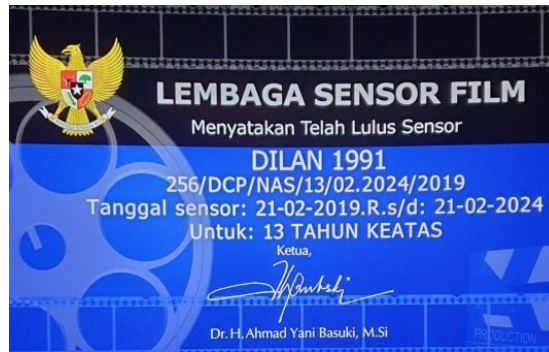 LEMBAGA SENSOR FILM
Menyatakan Telah Lulus Sensor
DILAN 1991
256/DCP/NAS/13/02.2024/2019
Tanggal sensor: 21-02-2019.R.s/d: 21-02-2024
Untuk: 13 TAHUN KEATAS
Ketua,
Dr. H. Ahmad Yani Basuki, M.Si
PRODUCTION